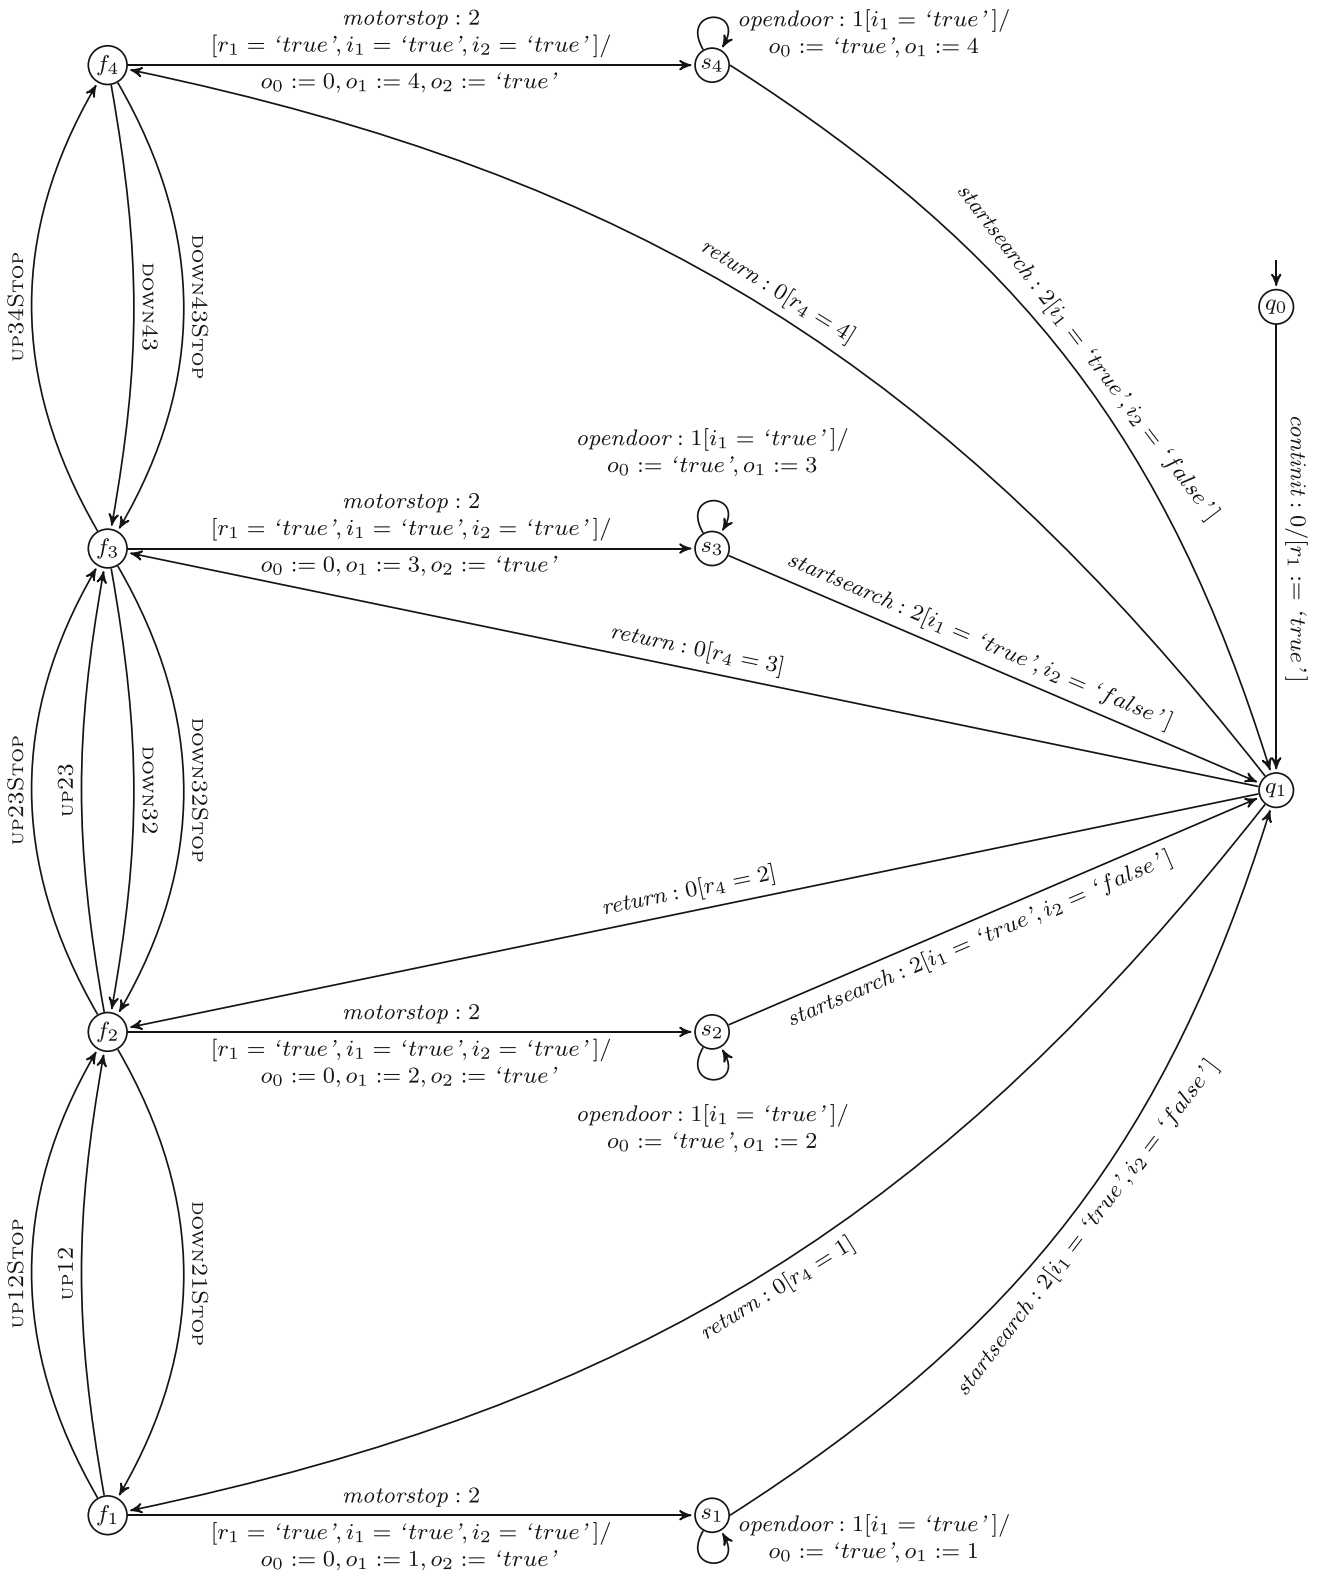 motorstop : 2
[r₁ = ‘true’, i₁ = ‘true’, i₂ = ‘true’]/
o₀ := 0, o₁ := 4, o₂ := ‘true’
f₄
s₄
opendoor : 1[i₁ = ‘true’]/
o₀ := ‘true’, o₁ := 4
startsearch : 2[i₁ = ‘true’, i₂ = ‘false’]
return : 0[r₄ = 4]
UP34STOP
DOWN43
DOWN43STOP
q₀
continit : 0/[r₁ := ‘true’]
opendoor : 1[i₁ = ‘true’]/
o₀ := ‘true’, o₁ := 3
motorstop : 2
[r₁ = ‘true’, i₁ = ‘true’, i₂ = ‘true’]/
o₀ := 0, o₁ := 3, o₂ := ‘true’
f₃
s₃
startsearch : 2[i₁ = ‘true’, i₂ = ‘false’]
return : 0[r₄ = 3]
UP23STOP
UP23
DOWN32
DOWN32STOP
q₁
return : 0[r₄ = 2]
startsearch : 2[i₁ = ‘true’, i₂ = ‘false’]
motorstop : 2
f₂
s₂
[r₁ = ‘true’, i₁ = ‘true’, i₂ = ‘true’]/
o₀ := 0, o₁ := 2, o₂ := ‘true’
opendoor : 1[i₁ = ‘true’]/
o₀ := ‘true’, o₁ := 2
UP12STOP
UP12
DOWN21STOP
return : 0[r₄ = 1]
startsearch : 2[i₁ = ‘true’, i₂ = ‘false’]
motorstop : 2
f₁
s₁
[r₁ = ‘true’, i₁ = ‘true’, i₂ = ‘true’]/
o₀ := 0, o₁ := 1, o₂ := ‘true’
opendoor : 1[i₁ = ‘true’]/
o₀ := ‘true’, o₁ := 1